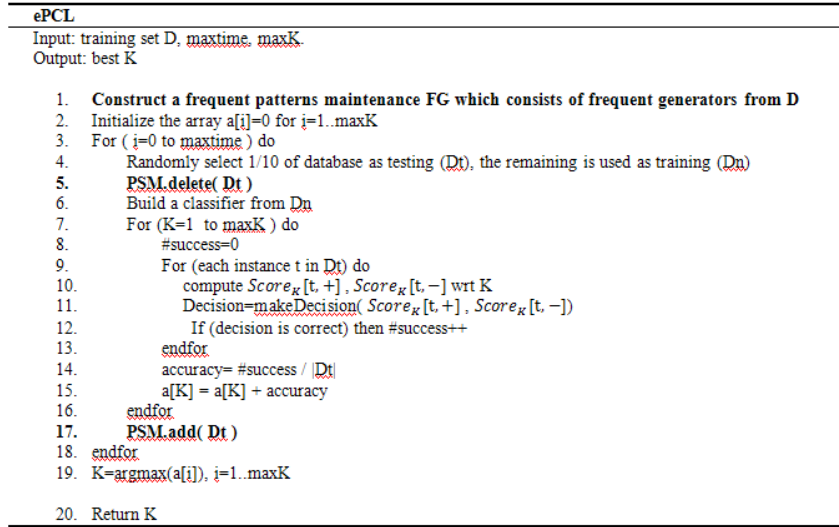 ePCL
Input: training set D, maxtime, maxK.
Output: best K
1. Construct a frequent patterns maintenance FG which consists of frequent generators from D
2. Initialize the array a[i]=0 for i=1..maxK
3. For ( i=0 to maxtime ) do
4. Randomly select 1/10 of database as testing (Dt), the remaining is used as training (Dn)
5. PSM.delete( Dt )
6. Build a classifier from Dn
7. For (K=1 to maxK ) do
8. #success=0
9. For (each instance t in Dt) do
10. compute Score_K[t, +] , Score_K[t, −] wrt K
11. Decision=makeDecision( Score_K[t, +] , Score_K[t, −])
12. If (decision is correct) then #success++
13. endfor
14. accuracy= #success / |Dt|
15. a[K] = a[K] + accuracy
16. endfor
17. PSM.add( Dt )
18. endfor
19. K=argmax(a[i]), i=1..maxK
20. Return K